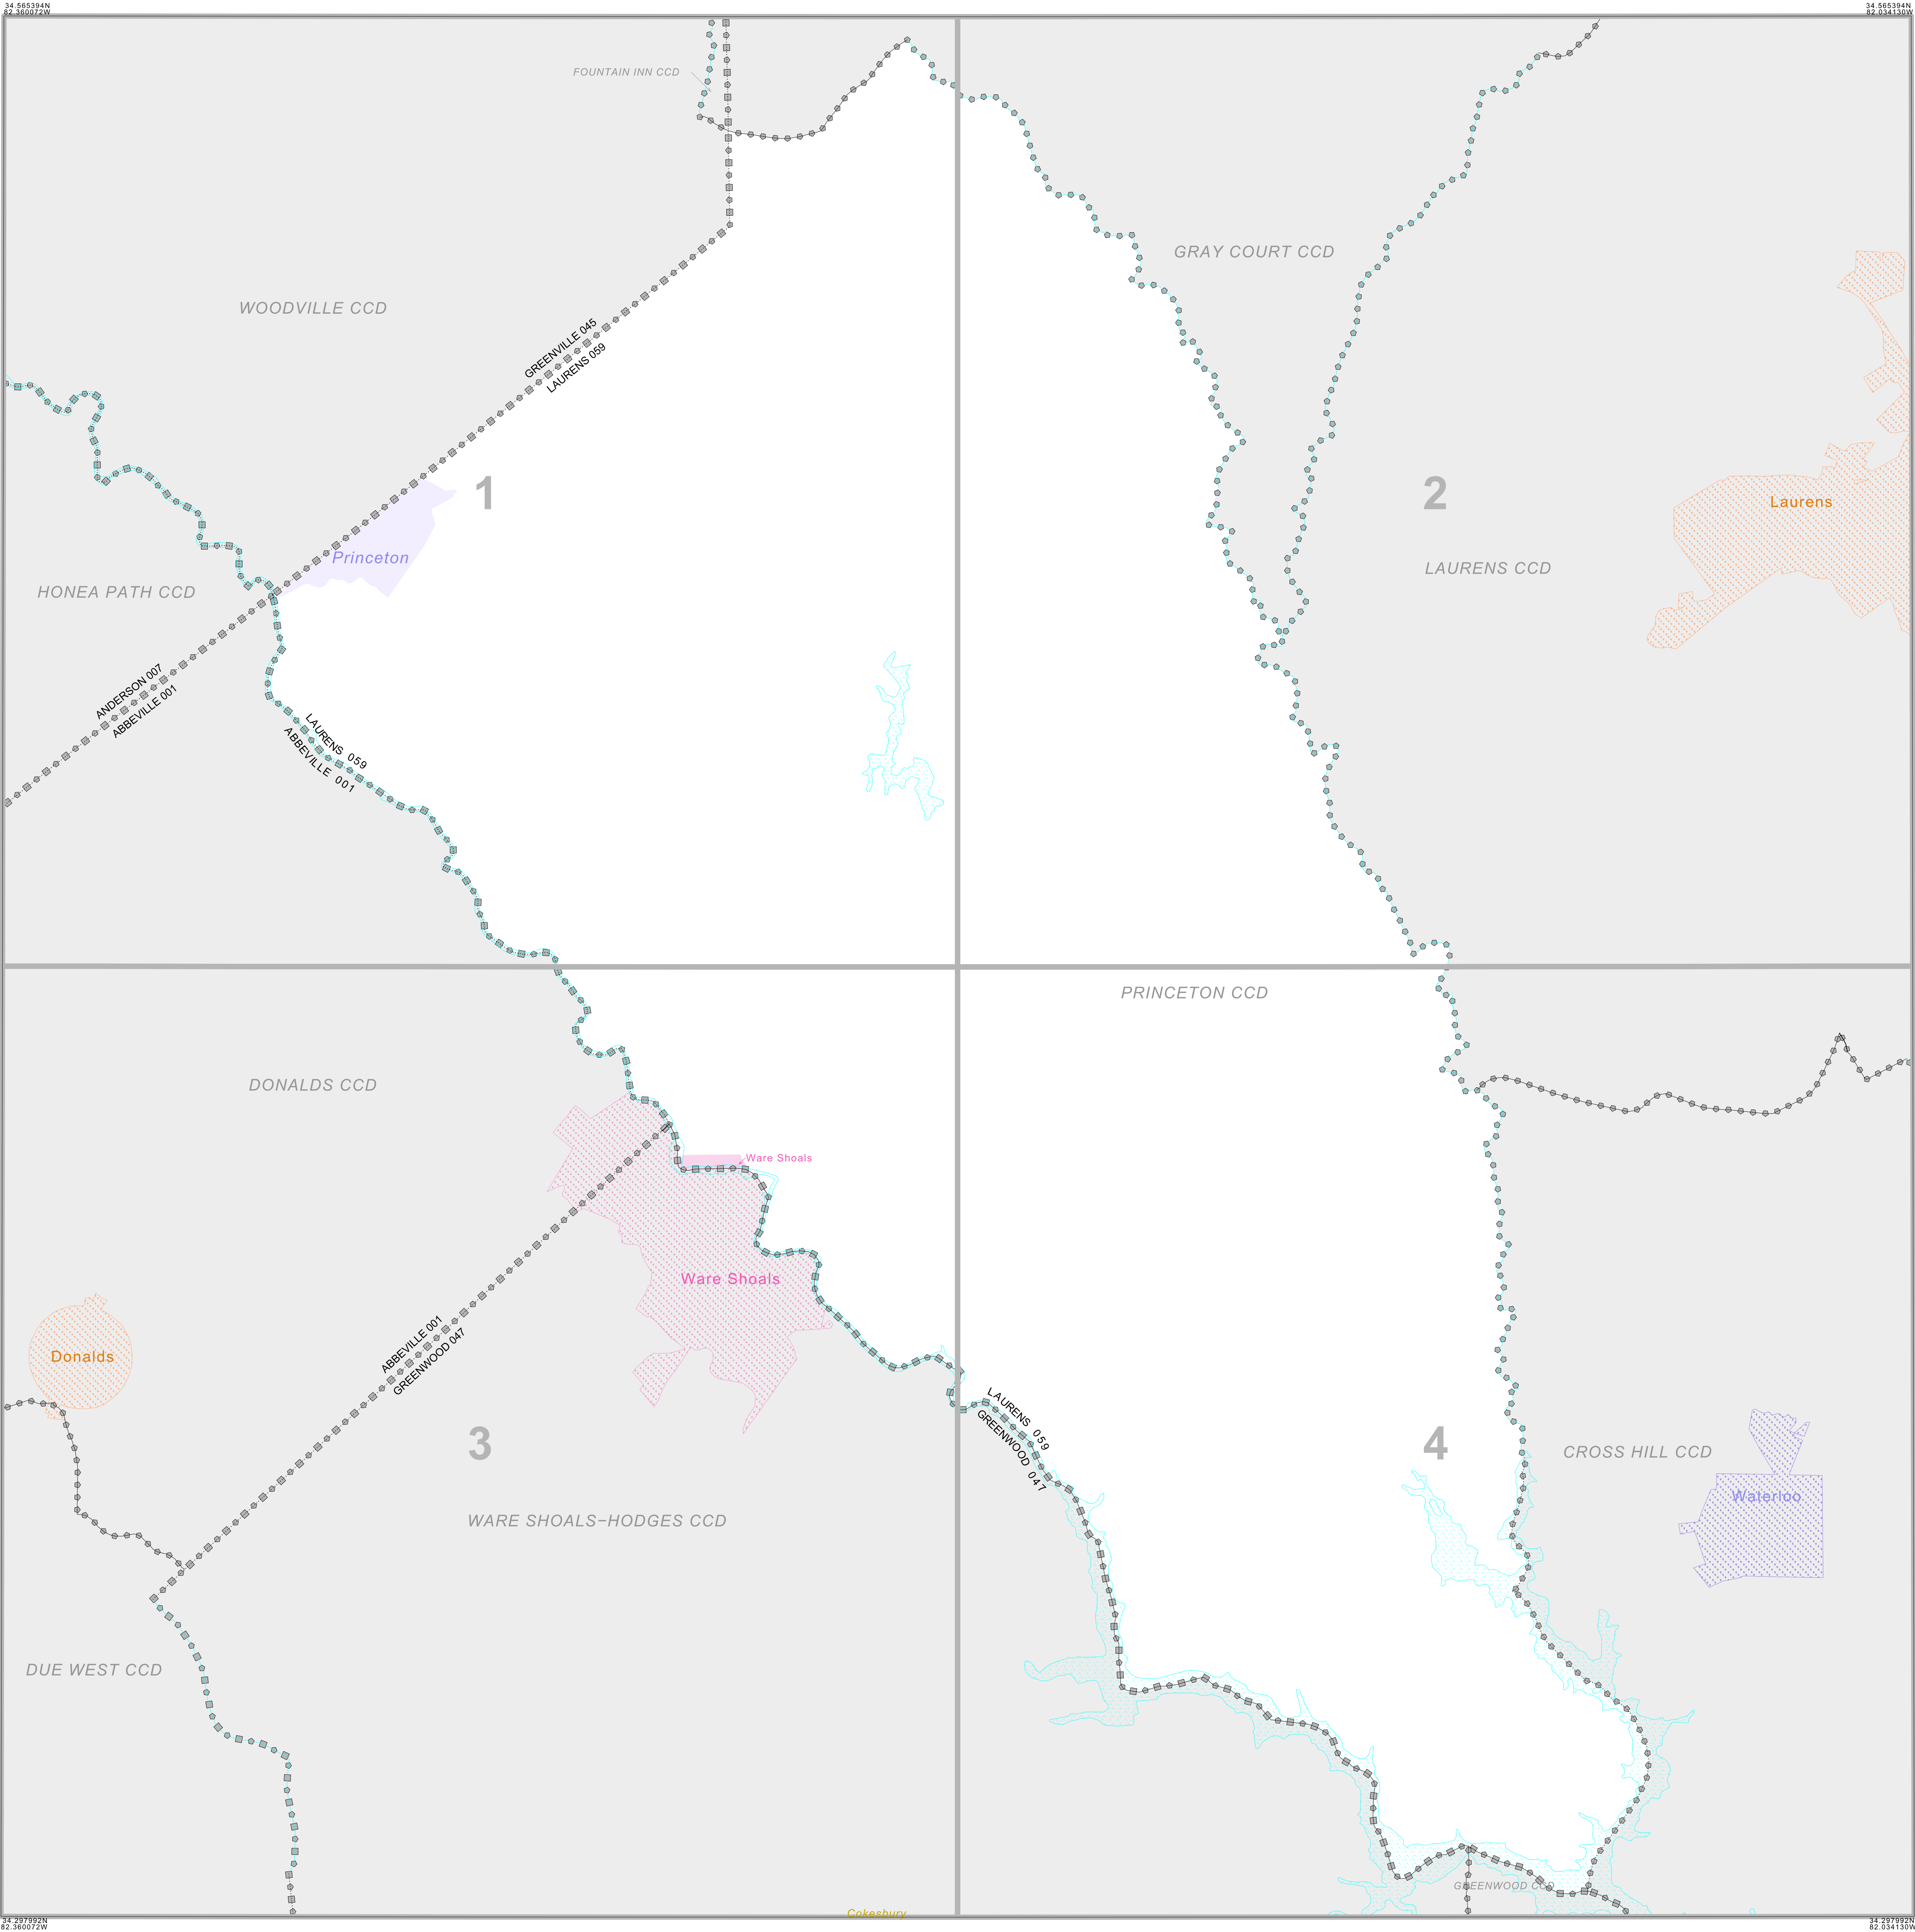 34.565394N
82.360072W
34.565394N
82.034130W
FOUNTAIN INN CCD
GRAY COURT CCD
WOODVILLE CCD
GREENVILLE 045
LAURENS 059
1
2
Laurens
Princeton
LAURENS CCD
HONEA PATH CCD
ANDERSON 007
ABBEVILLE 001
LAURENS 059
ABBEVILLE 001
PRINCETON CCD
DONALDS CCD
Ware Shoals
Ware Shoals
ABBEVILLE 001
GREENWOOD 047
Donalds
LAURENS 059
GREENWOOD 047
3
4
CROSS HILL CCD
Waterloo
WARE SHOALS−HODGES CCD
DUE WEST CCD
GREENWOOD CCD
Cokesbury
34.297992N
82.360072W
34.297992N
82.034130W